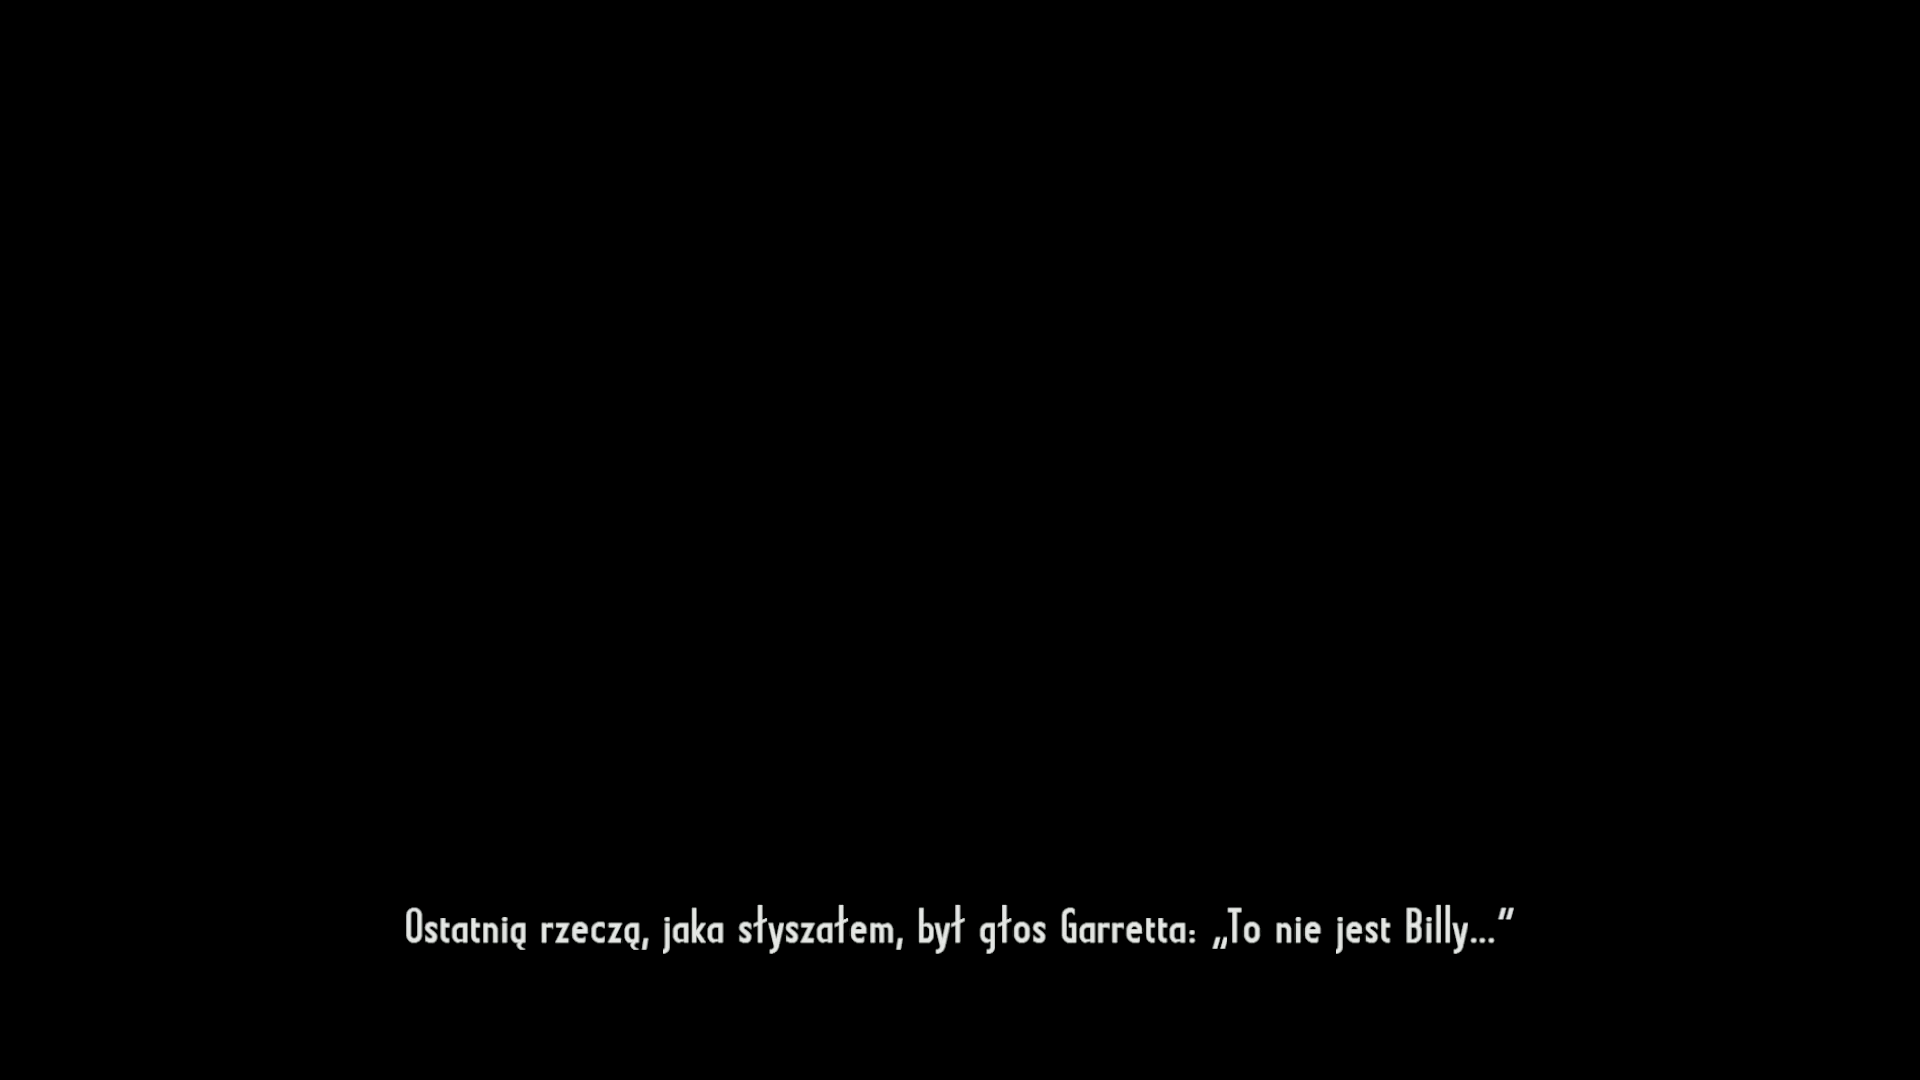 Ostatnią rzeczą, jaka słyszałem, był głos Garretta: „To nie jest Billy...”